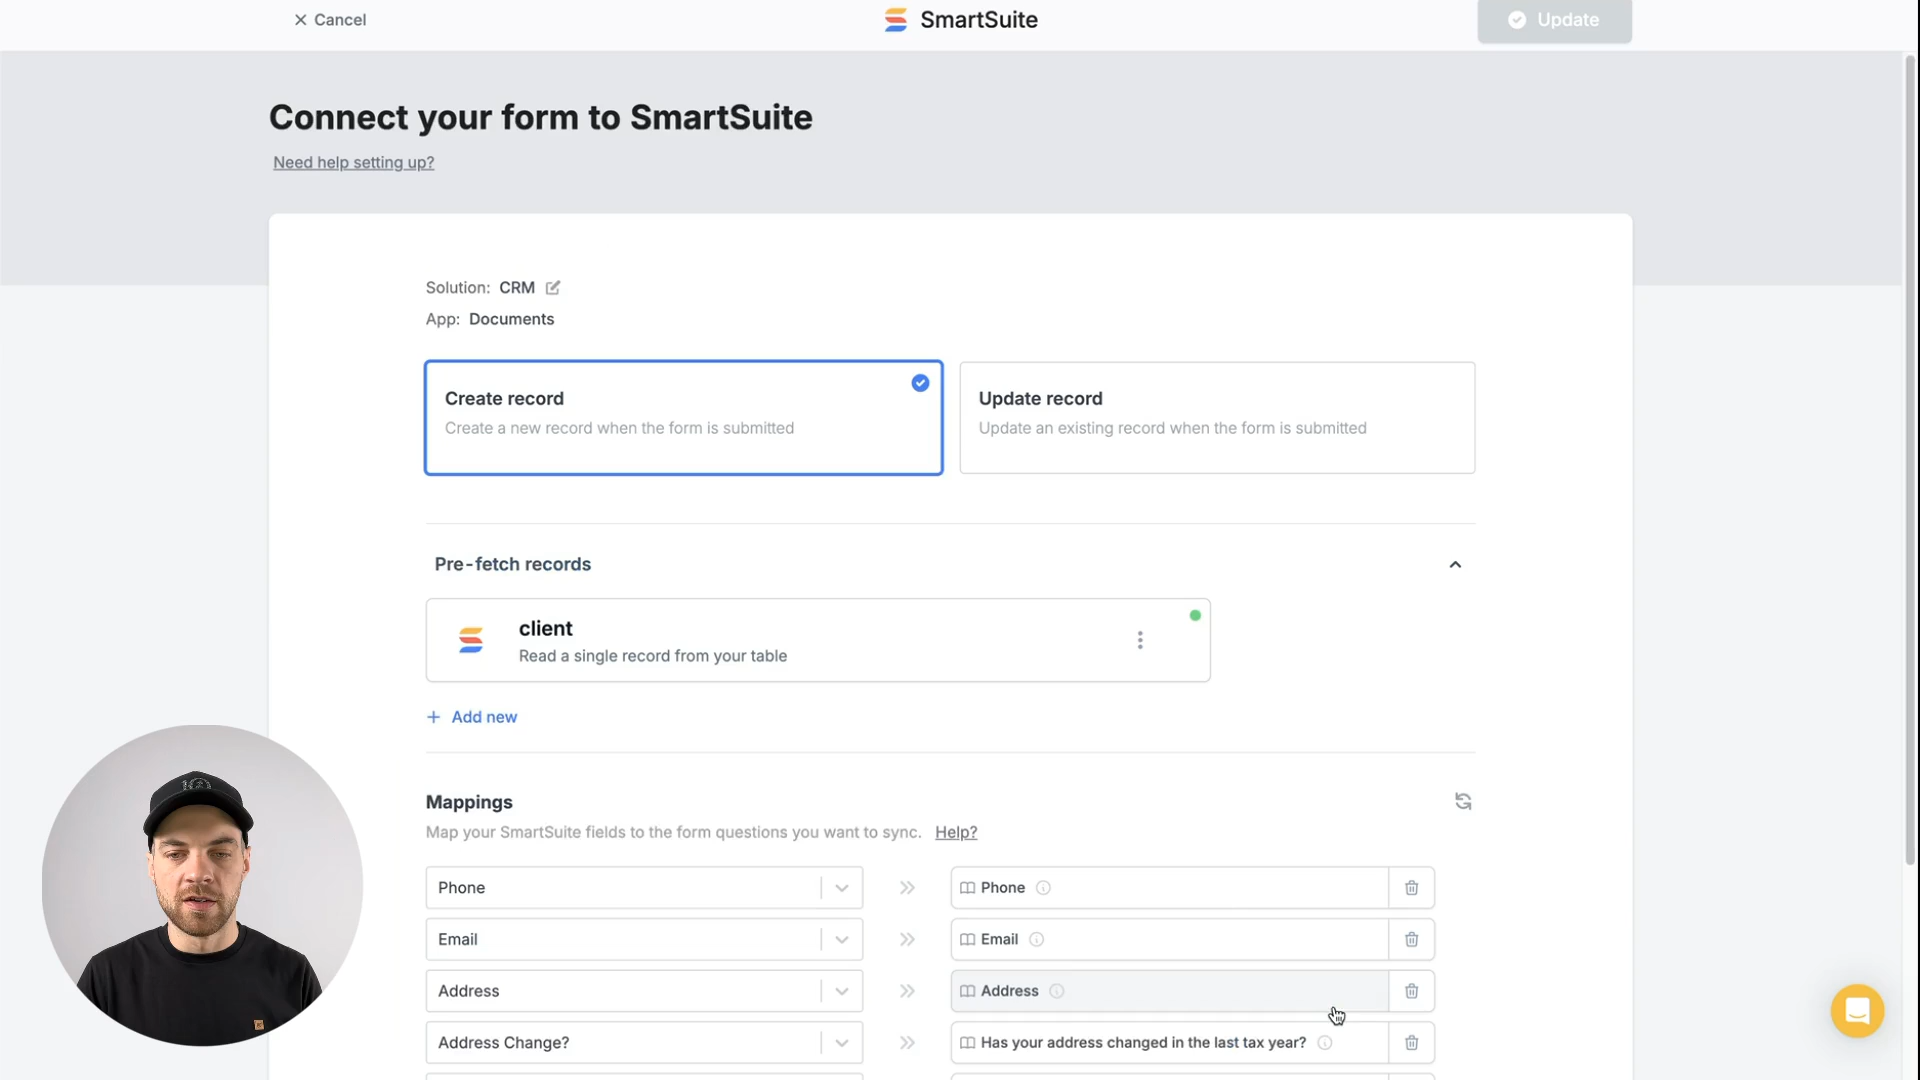 Cancel
SmartSuite
Update
Connect your form to SmartSuite
Need help setting up?
Solution: CRM
App: Documents
Create record
Create a new record when the form is submitted
Update record
Update an existing record when the form is submitted
Pre-fetch records
client
Read a single record from your table
+ Add new
Mappings
Map your SmartSuite fields to the form questions you want to sync. Help?
Phone
Phone
Email
Email
Address
Address
Address Change?
Has your address changed in the last tax year?